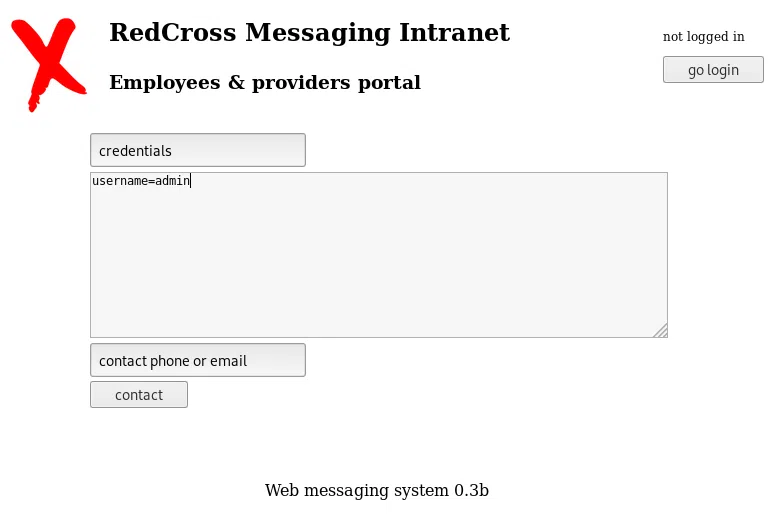 RedCross Messaging Intranet
not logged in
go login
Employees & providers portal
credentials
username=admin
contact phone or email
contact
Web messaging system 0.3b